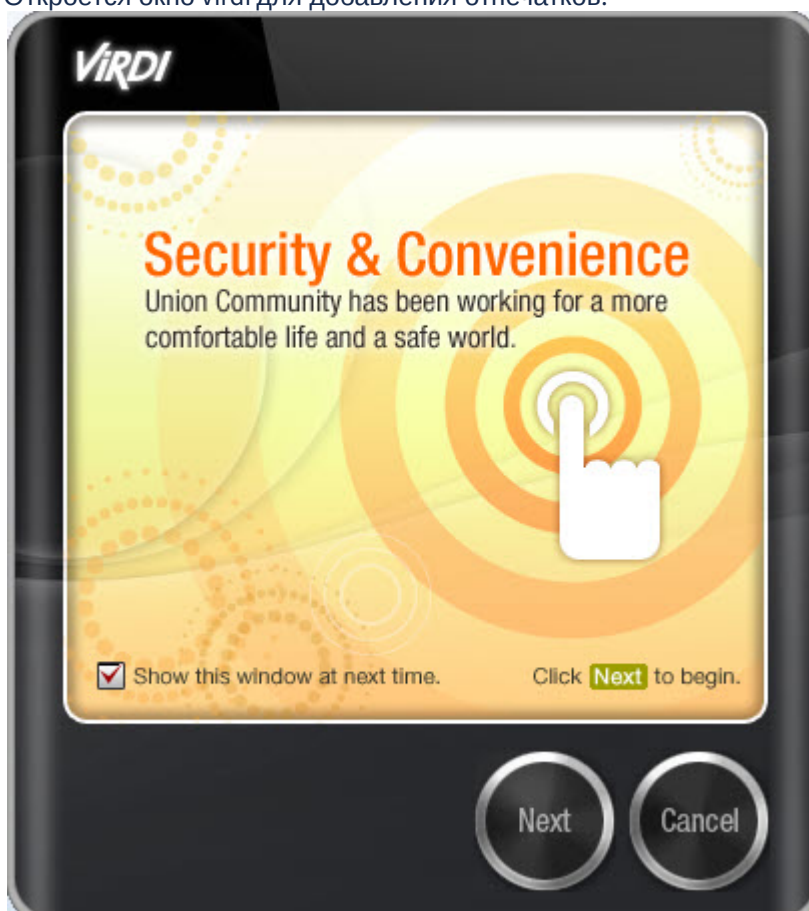 Откроется окно virdi для добавления отпечатков.
ViRDI
Security & Convenience
Union Community has been working for a more
comfortable life and a safe world.
Show this window at next time.
Click Next to begin.
Next
Cancel